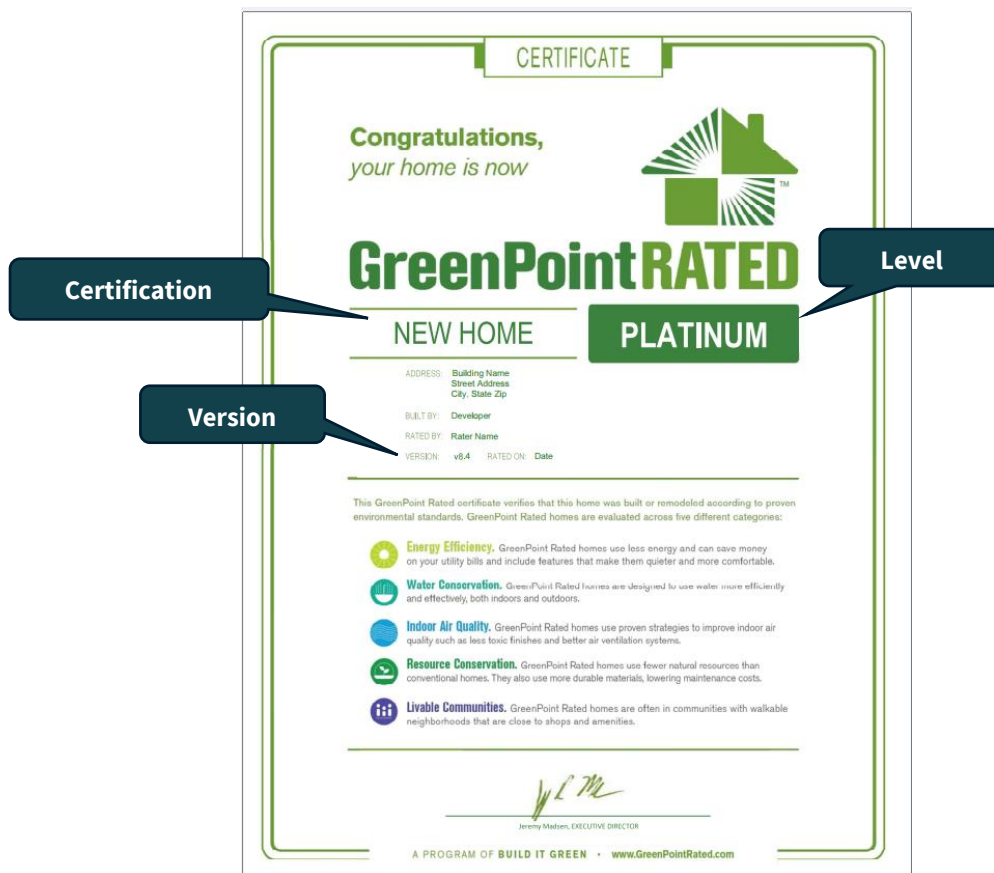 CERTIFICATE
Congratulations,
your home is now
TM
GreenPointRATED
Level
Certification
NEW HOME
PLATINUM
ADDRESS: Building Name
Street Address
City, State Zip
Version
BUILT BY: Developer
RATED BY: Rater Name
VERSION: v8.4 RATED ON: Date
This GreenPoint Rated certificate verifies that this home was built or remodeled according to proven
environmental standards. GreenPoint Rated homes are evaluated across five different categories:
Energy Efficiency. GreenPoint Rated homes use less energy and can save money
on your utility bills and include features that make them quieter and more comfortable.
Water Conservation. GreenPoint Rated homes are designed to use water more efficiently
and effectively, both indoors and outdoors.
Indoor Air Quality. GreenPoint Rated homes use proven strategies to improve indoor air
quality such as less toxic finishes and better air ventilation systems.
Resource Conservation. GreenPoint Rated homes use fewer natural resources than
conventional homes. They also use more durable materials, lowering maintenance costs.
Livable Communities. GreenPoint Rated homes are often in communities with walkable
neighborhoods that are close to shops and amenities.
Jeremy Madsen, EXECUTIVE DIRECTOR
A PROGRAM OF BUILD IT GREEN • www.GreenPointRated.com